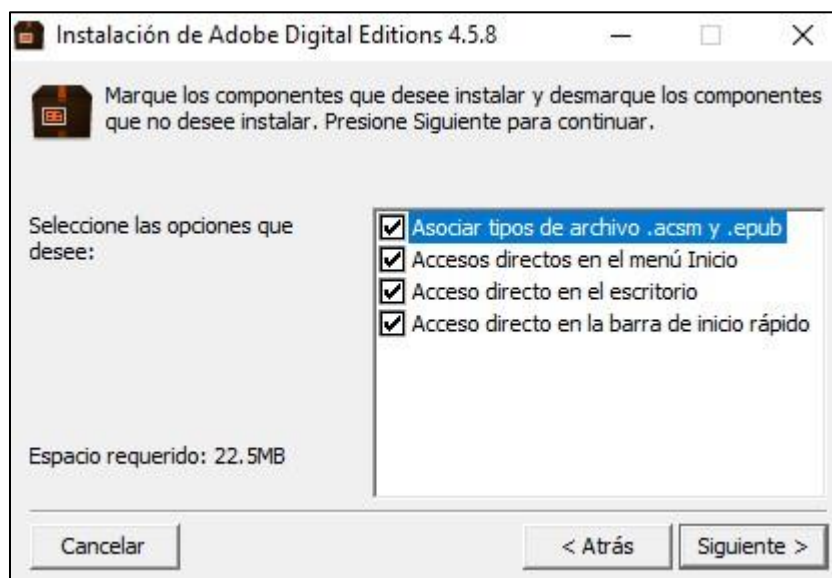 Instalación de Adobe Digital Editions 4.5.8
Marque los componentes que desee instalar y desmarque los componentes
que no desee instalar. Presione Siguiente para continuar.
Seleccione las opciones que
desee:
Asociar tipos de archivo .acsm y .epub
Accesos directos en el menú Inicio
Acceso directo en el escritorio
Acceso directo en la barra de inicio rápido
Espacio requerido: 22.5MB
Cancelar
< Atrás
Siguiente >